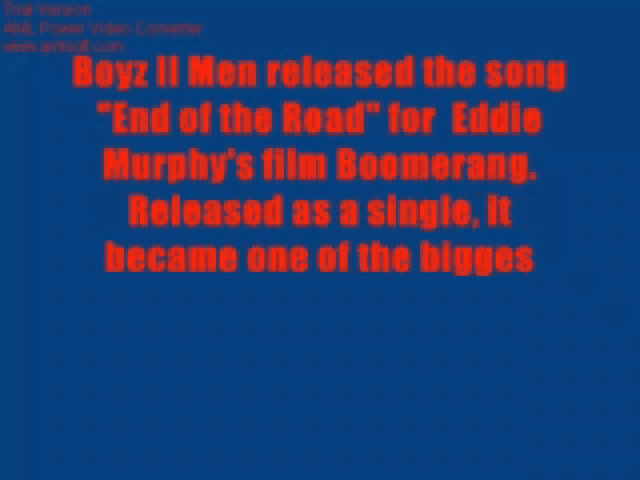 Trial Version
AML Power Video Converter
www.amlsoft.com
Boyz II Men released the song
"End of the Road" for Eddie
Murphy's film Boomerang.
Released as a single, it
became one of the bigges